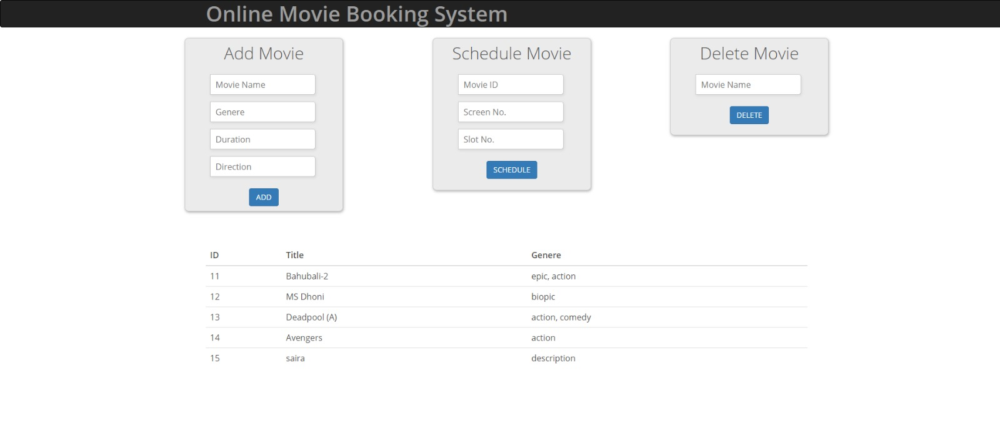 Online Movie Booking System
Add Movie
Movie Name
Genere
Duration
Direction
ADD
Schedule Movie
Movie ID
Screen No.
Slot No.
SCHEDULE
Delete Movie
Movie Name
DELETE
ID Title Genere
11 Bahubali-2 epic, action
12 MS Dhoni biopic
13 Deadpool (A) action, comedy
14 Avengers action
15 saira description